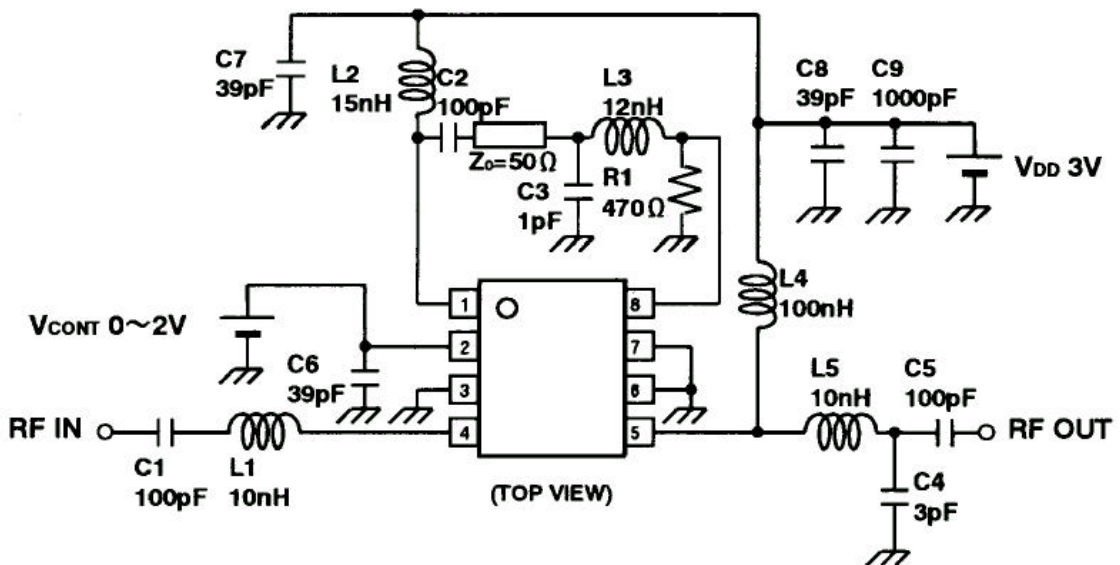 C7
39pF
L2
15nH
C2
100pF
L3
12nH
C8
39pF
C9
1000pF
Zo=50Ω
VDD 3V
C3
1pF
R1
470Ω
L4
100nH
1
8
VCONT 0~2V
2
7
C6
39pF
3
6
L5
10nH
C5
100pF
RF IN
4
5
RF OUT
C1
100pF
L1
10nH
(TOP VIEW)
C4
3pF